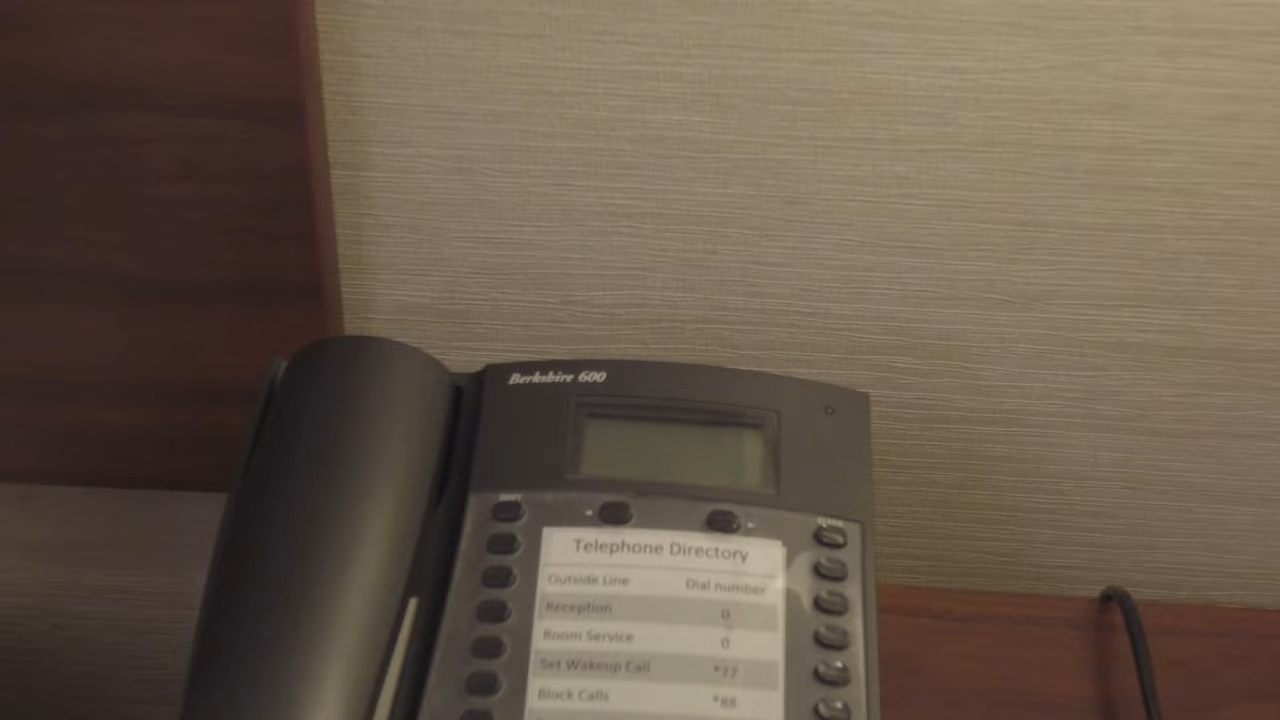 Berkshire 600
Telephone Directory
Outside Line Dial number
Reception 0
Room Service 0
Set Wakeup Call *77
Block Calls *88